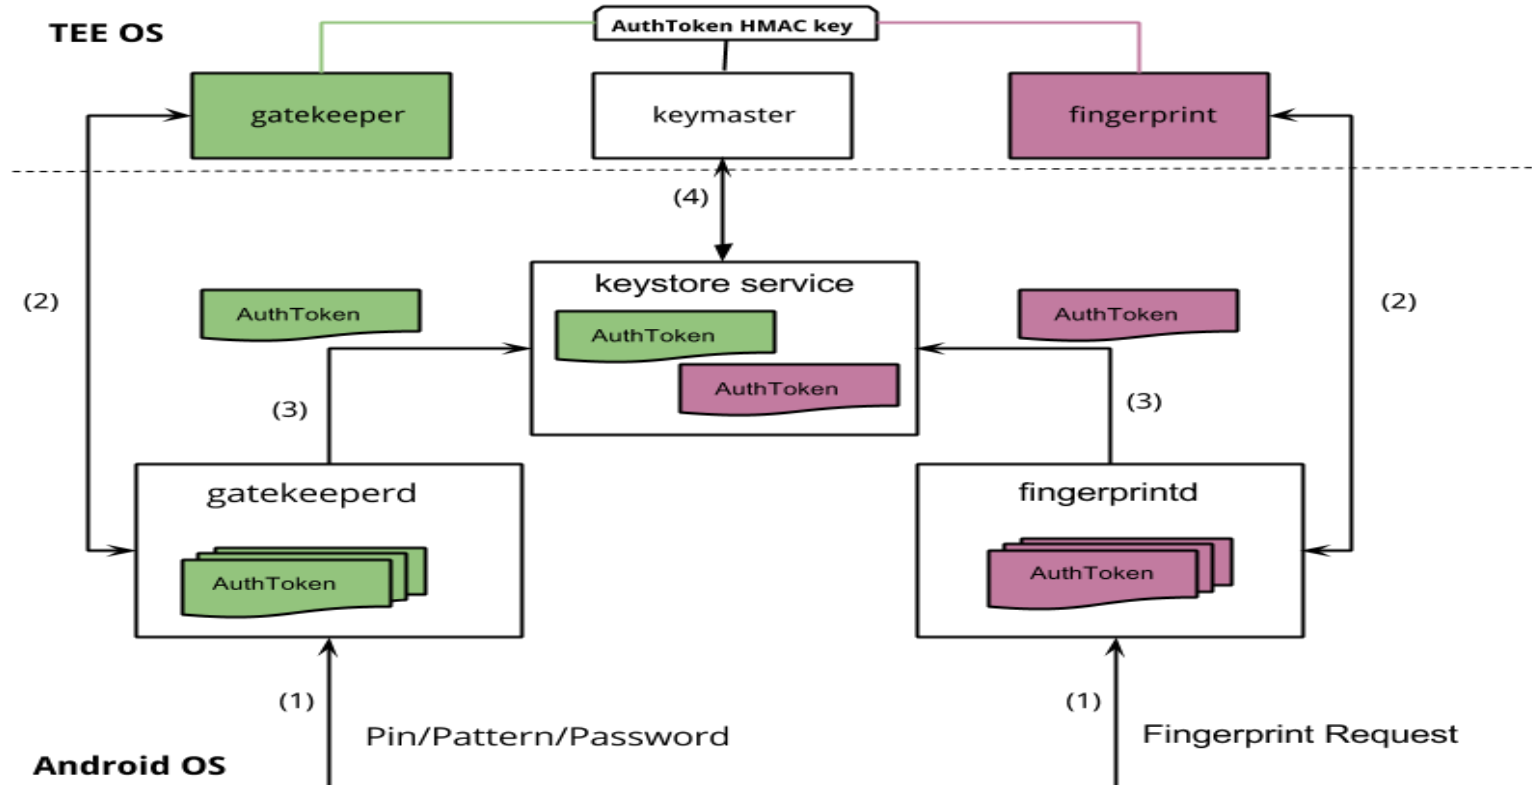 TEE OS
AuthToken HMAC key
gatekeeper
keymaster
fingerprint
(4)
(2)
AuthToken
keystore service
AuthToken
AuthToken
AuthToken
(2)
(3)
(3)
gatekeeperd
AuthToken
fingerprintd
AuthToken
(1)
Pin/Pattern/Password
(1)
Fingerprint Request
Android OS